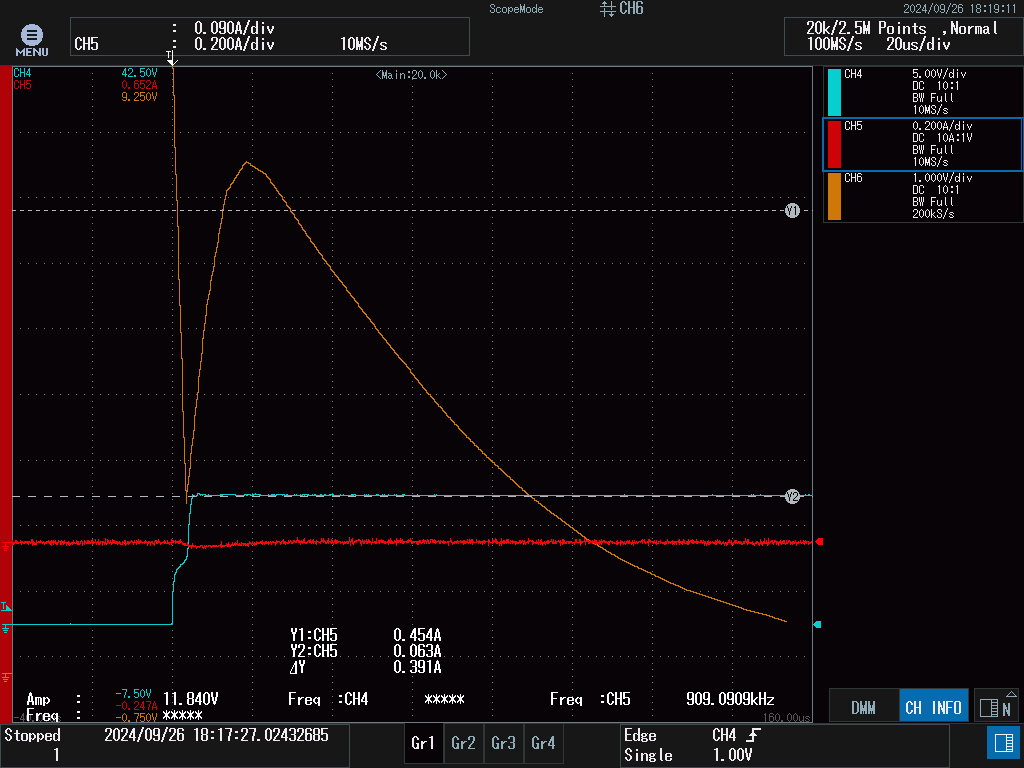 ScopeMode
CH6
2024/09/26 18:19:11
MENU
: 0.090A/div
CH5 : 0.200A/div 10MS/s
20k/2.5M Points ,Normal
100MS/s 20us/div
T
CH4 42.50V
CH5 0.652A
9.250V
<Main:20.0k>
CH4 5.00V/div
DC 10:1
BW Full
10MS/s
CH5 0.200A/div
DC 10A:1V
BW Full
10MS/s
CH6 1.000V/div
DC 10:1
BW Full
200kS/s
Y1
Y2
T
Y1:CH5 0.454A
Y2:CH5 0.063A
⊿Y 0.391A
-7.50V
-0.247A
-0.750V
Amp : 11.840V
Freq :CH4 *****
Freq :CH5 909.0909kHz
Freq : *****
160.00us
DMM
CH INFO
N
Stopped 2024/09/26 18:17:27.02432685
1
Gr1
Gr2
Gr3
Gr4
Edge CH4
Single 1.00V